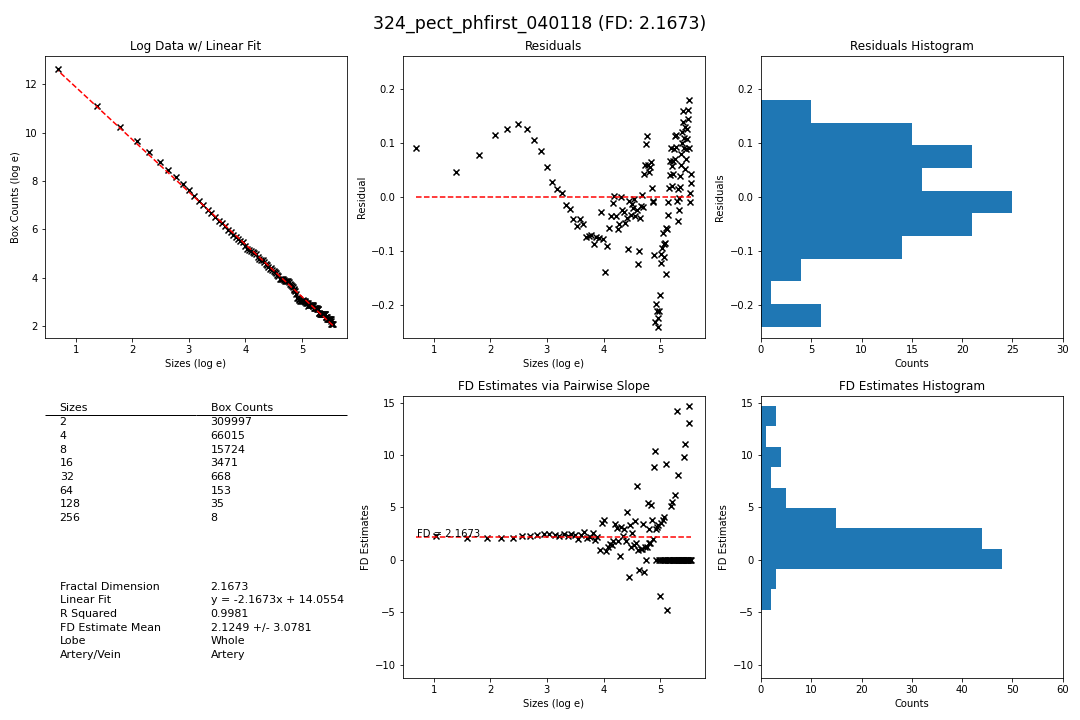 324_pect_phfirst_040118 (FD: 2.1673)
Log Data w/ Linear Fit
Box Counts (log e)
12
10
8
6
4
2
1 2 3 4 5
Sizes (log e)
Residuals
Residual
0.2
0.1
0.0
−0.1
−0.2
1 2 3 4 5
Sizes (log e)
Residuals Histogram
Residuals
0.2
0.1
0.0
−0.1
−0.2
0 5 10 15 20 25 30
Counts
Sizes Box Counts
2 309997
4 66015
8 15724
16 3471
32 668
64 153
128 35
256 8
Fractal Dimension 2.1673
Linear Fit y = -2.1673x + 14.0554
R Squared 0.9981
FD Estimate Mean 2.1249 +/- 3.0781
Lobe Whole
Artery/Vein Artery
FD Estimates via Pairwise Slope
FD Estimates
15
10
5
0
−5
−10
FD = 2.1673
1 2 3 4 5
Sizes (log e)
FD Estimates Histogram
FD Estimates
15
10
5
0
−5
−10
0 10 20 30 40 50 60
Counts